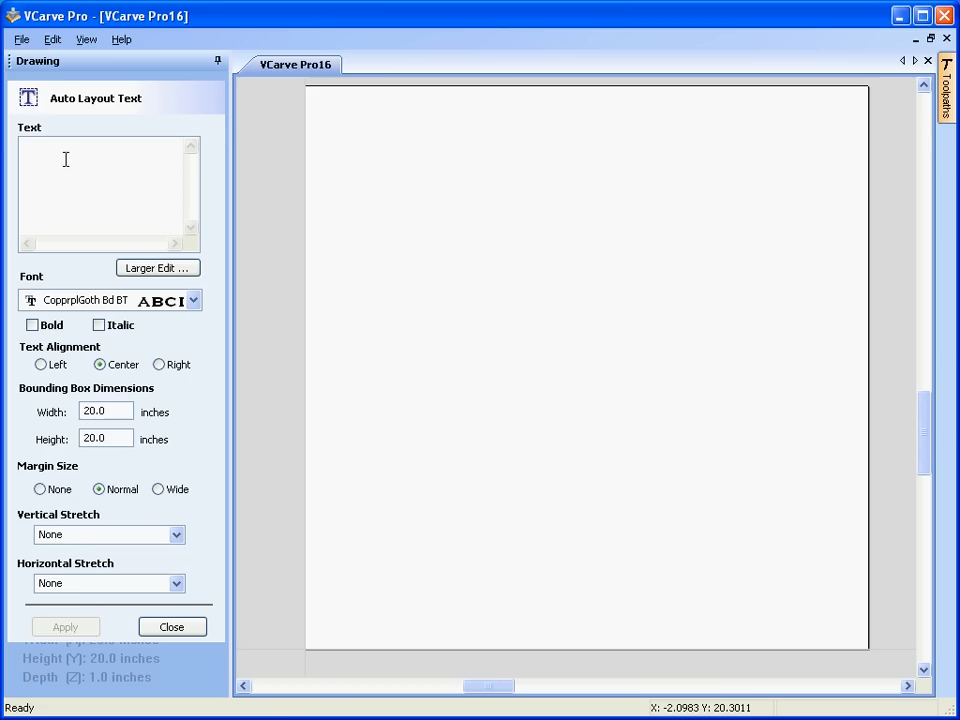 VCarve Pro - [VCarve Pro16]
File Edit View Help
Drawing
VCarve Pro16
Toolpaths
Auto Layout Text
Text
Larger Edit ...
Font
CopprplGoth Bd BT ABCI
Bold Italic
Text Alignment
Left Center Right
Bounding Box Dimensions
Width: 20.0 inches
Height: 20.0 inches
Margin Size
None Normal Wide
Vertical Stretch
None
Horizontal Stretch
None
Apply Close
Height (Y): 20.0 inches
Depth (Z): 1.0 inches
Ready X: -2.0983 Y: 20.3011